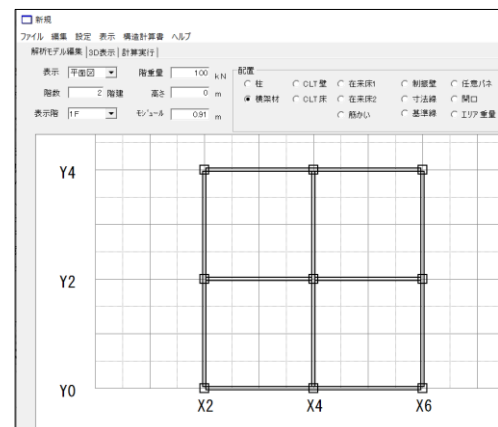 新規
ファイル 編集 設定 表示 構造計算書 ヘルプ
解析モデル編集 3D表示 計算実行
表示 平面図 階重量 100 kN
階数 2 階建 高さ 0 m
表示階 1F モジュール 0.91 m
配置
柱 CLT壁 在来床1 制振壁 任意バネ
横架材 CLT床 在来床2 寸法線 開口
筋かい 基準線 エリア重量
Y4
Y2
Y0
X2 X4 X6